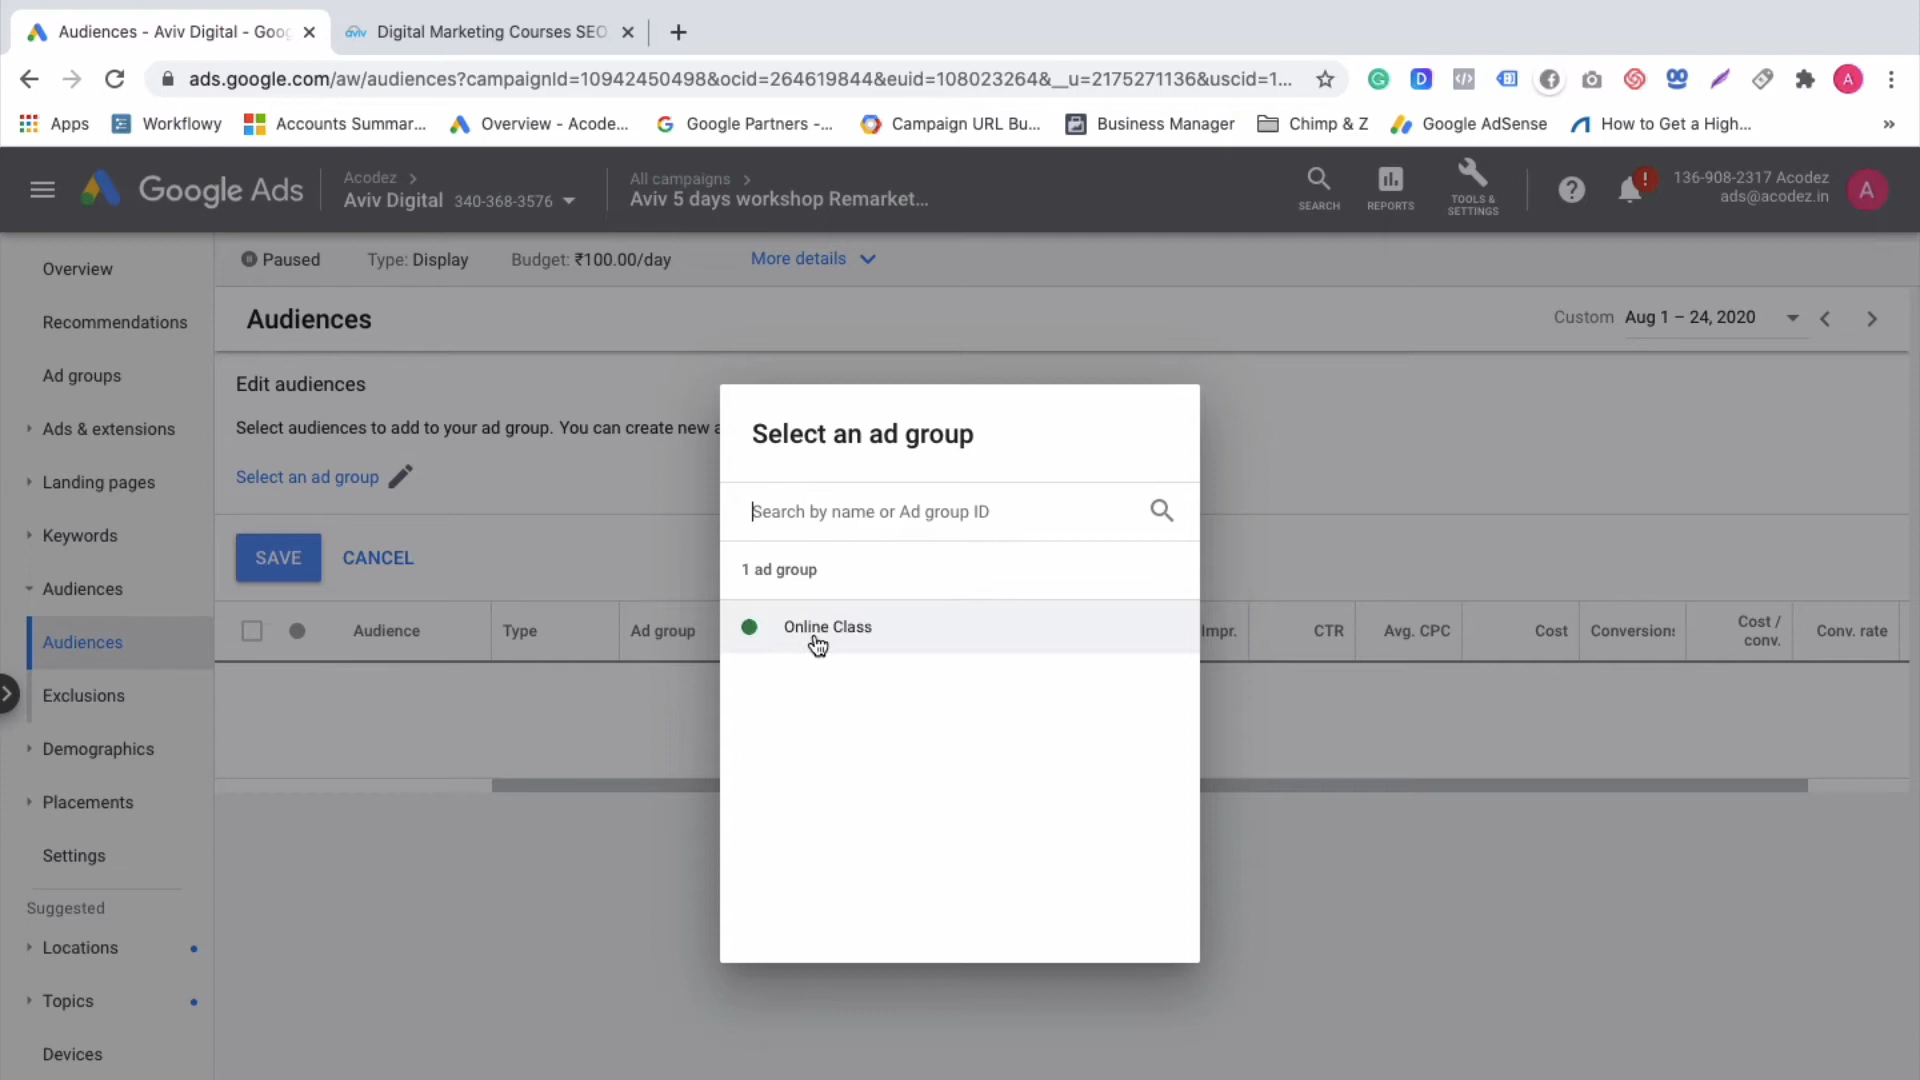 Audiences - Aviv Digital - Goog
Digital Marketing Courses SEO
ads.google.com/aw/audiences?campaignId=10942450498&ocid=264619844&euid=108023264&__u=2175271136&uscid=1...
Apps
Workflowy
Accounts Summar...
Overview - Acode...
Google Partners -...
Campaign URL Bu...
Business Manager
Chimp & Z
Google AdSense
How to Get a High...
»
Google Ads
Acodez >
Aviv Digital 340-368-3576
All campaigns >
Aviv 5 days workshop Remarket...
SEARCH
REPORTS
TOOLS &
SETTINGS
136-908-2317 Acodez
ads@acodez.in
A
Paused
Type: Display
Budget: ₹100.00/day
More details
Overview
Recommendations
Ad groups
Ads & extensions
Landing pages
Keywords
Audiences
Audiences
Exclusions
Demographics
Placements
Settings
Suggested
Locations
Topics
Devices
Audiences
Custom Aug 1 – 24, 2020
Edit audiences
Select audiences to add to your ad group. You can create new a
Select an ad group
SAVE
CANCEL
Audience
Type
Ad group
Impr.
CTR
Avg. CPC
Cost
Conversions
Cost /
conv.
Conv. rate
Select an ad group
Search by name or Ad group ID
1 ad group
Online Class